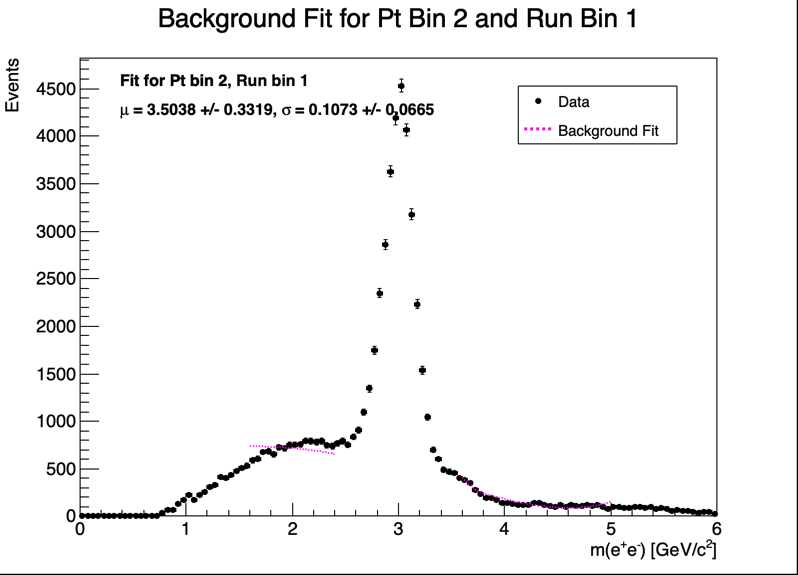 Background Fit for Pt Bin 2 and Run Bin 1
Events
Fit for Pt bin 2, Run bin 1
μ = 3.5038 +/- 0.3319, σ = 0.1073 +/- 0.0665
Data
Background Fit
4500
4000
3500
3000
2500
2000
1500
1000
500
0
0 1 2 3 4 5 6
m(e⁺e⁻) [GeV/c²]